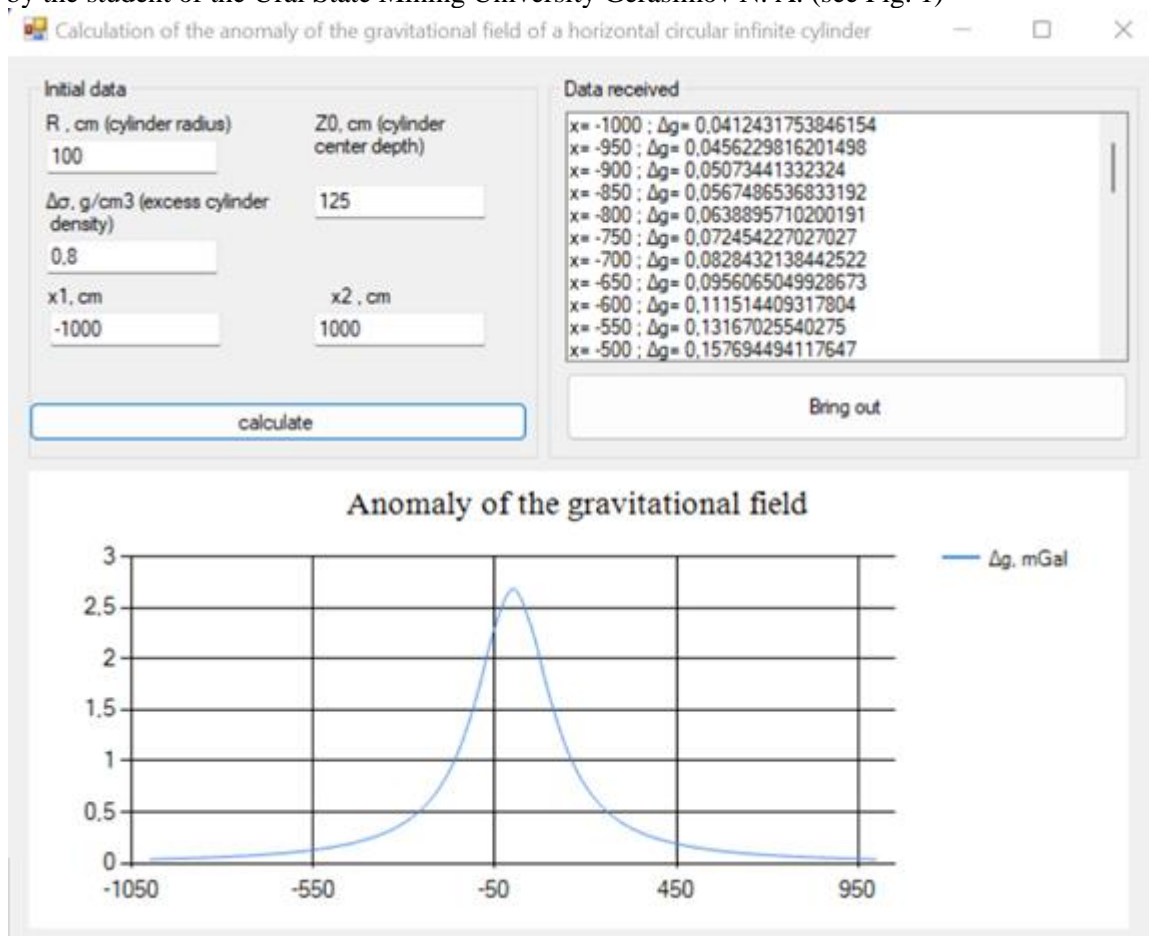 by the student of the Ural State Mining University Gerasimov N. A. (see Fig. 1)
Calculation of the anomaly of the gravitational field of a horizontal circular infinite cylinder
Initial data
R , cm (cylinder radius)
100
Z0, cm (cylinder
center depth)
125
Δσ, g/cm3 (excess cylinder
density)
0,8
x1, cm
-1000
x2 , cm
1000
calculate
Data received
x= -1000 ; Δg= 0,0412431753846154
x= -950 ; Δg= 0,0456229816201498
x= -900 ; Δg= 0,05073441332324
x= -850 ; Δg= 0,0567486536833192
x= -800 ; Δg= 0,0638895710200191
x= -750 ; Δg= 0,072454227027027
x= -700 ; Δg= 0,0828432138442522
x= -650 ; Δg= 0,0956065049928673
x= -600 ; Δg= 0,111514409317804
x= -550 ; Δg= 0,13167025540275
x= -500 ; Δg= 0,157694494117647
Bring out
Anomaly of the gravitational field
3
2,5
2
1,5
1
0,5
0
-1050
-550
-50
450
950
Δg, mGal